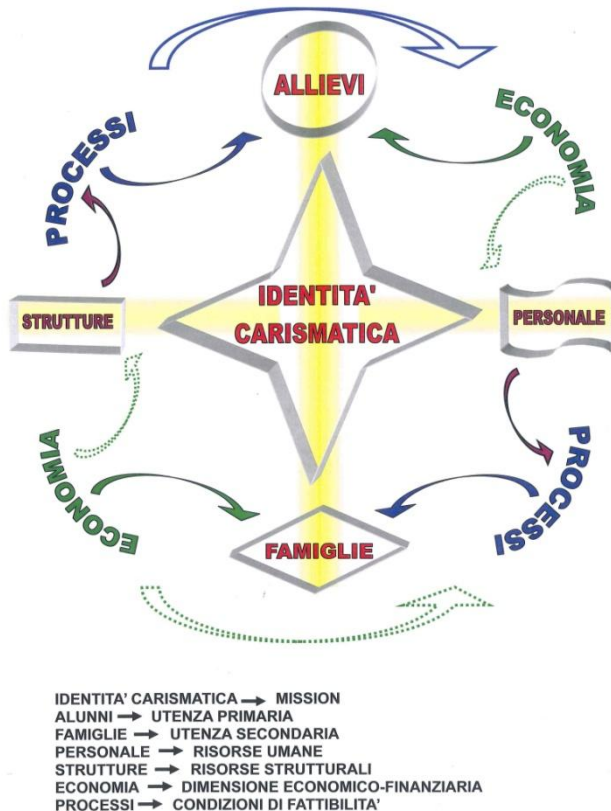 ALLIEVI
PROCESSI
ECONOMIA
IDENTITA'
CARISMATICA
STRUTTURE
PERSONALE
ECONOMIA
PROCESSI
FAMIGLIE
IDENTITA' CARISMATICA → MISSION
ALUNNI → UTENZA PRIMARIA
FAMIGLIE → UTENZA SECONDARIA
PERSONALE → RISORSE UMANE
STRUTTURE → RISORSE STRUTTURALI
ECONOMIA → DIMENSIONE ECONOMICO-FINANZIARIA
PROCESSI → CONDIZIONI DI FATTIBILITA'